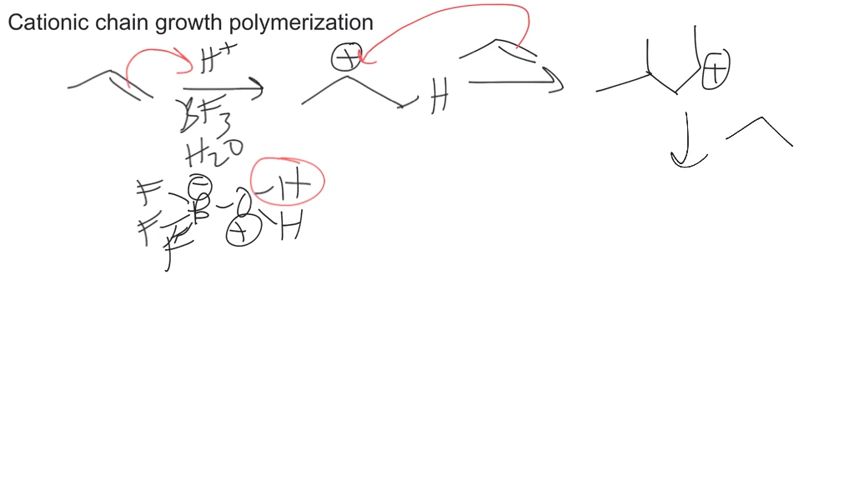 Cationic chain growth polymerization
H+
+
H
+
BF3
H2O
F
−
H
F
B
O
F
+
H